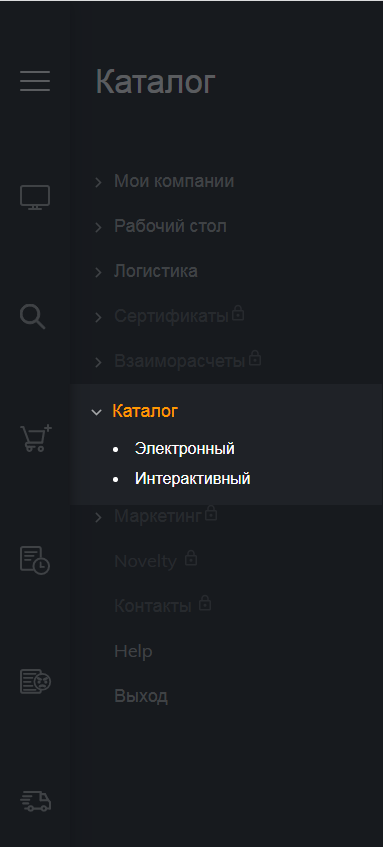 Каталог
Мои компании
Рабочий стол
Логистика
Сертификаты
Взаиморасчеты
Каталог
Электронный
Интерактивный
Маркетинг
Novelty
Контакты
Help
Выход